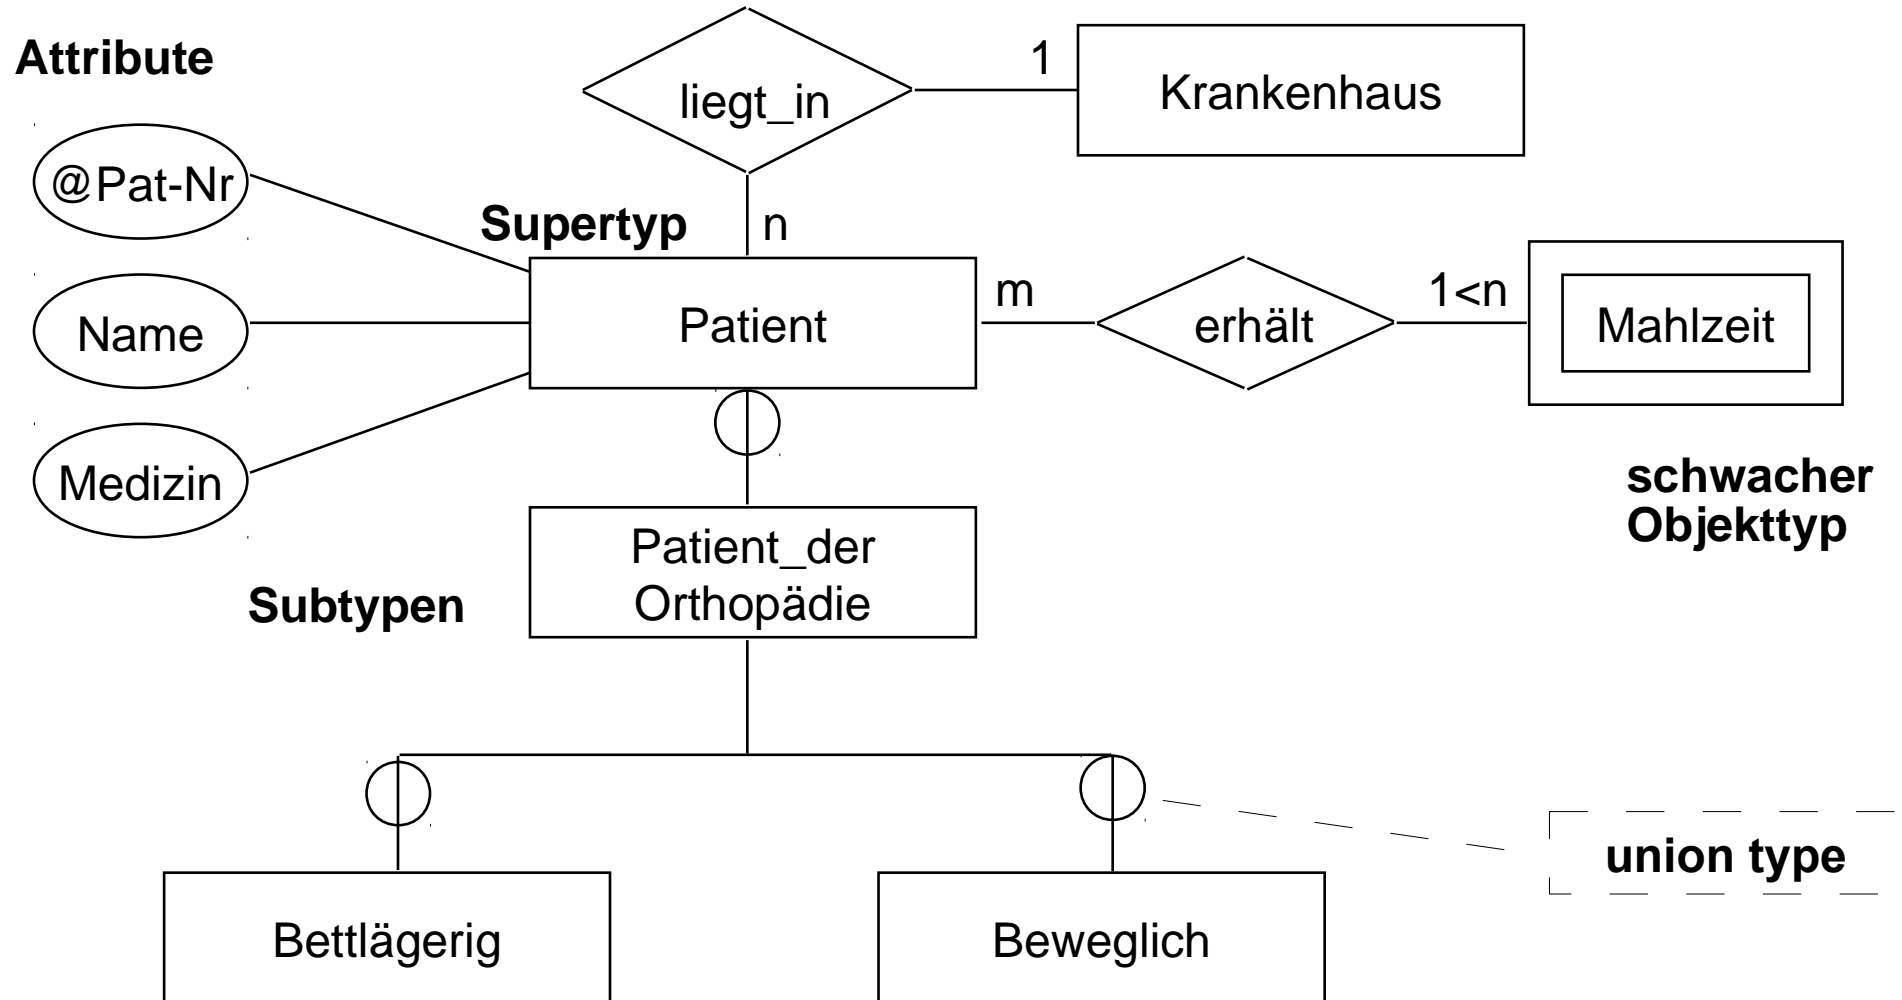 Attribute
liegt_in
1
Krankenhaus
@Pat-Nr
Supertyp
n
Name
Patient
m
erhält
1<n
Mahlzeit
Medizin
schwacher
Objekttyp
Patient_der
Orthopädie
Subtypen
union type
Bettlägerig
Beweglich